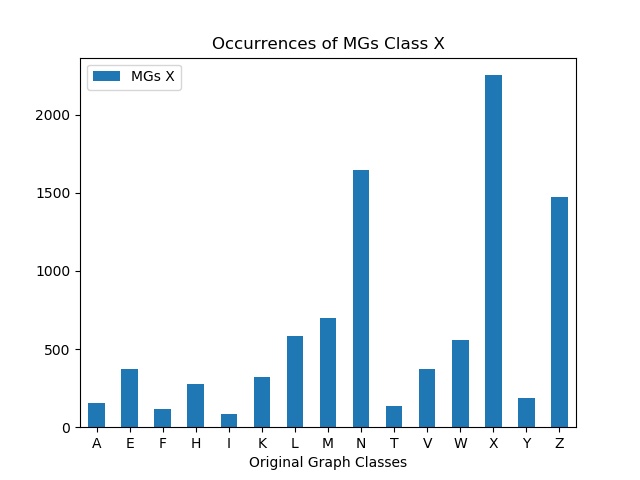 Occurrences of MGs Class X
MGs X
2000
1500
1000
500
0
A E F H I K L M N T V W X Y Z
Original Graph Classes